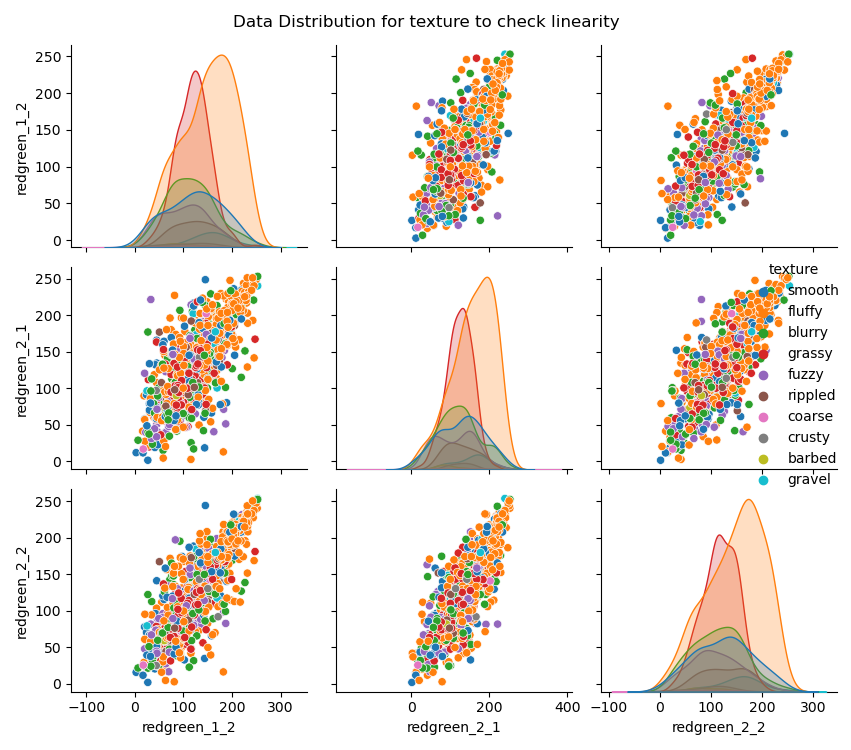 Data Distribution for texture to check linearity
250
200
150
100
50
0
redgreen_1_2
250
200
150
100
50
0
redgreen_2_1
texture
smooth
fluffy
blurry
grassy
fuzzy
rippled
coarse
crusty
barbed
gravel
250
200
150
100
50
0
redgreen_2_2
−100 0 100 200 300
redgreen_1_2
0 200 400
redgreen_2_1
−100 0 100 200 300
redgreen_2_2